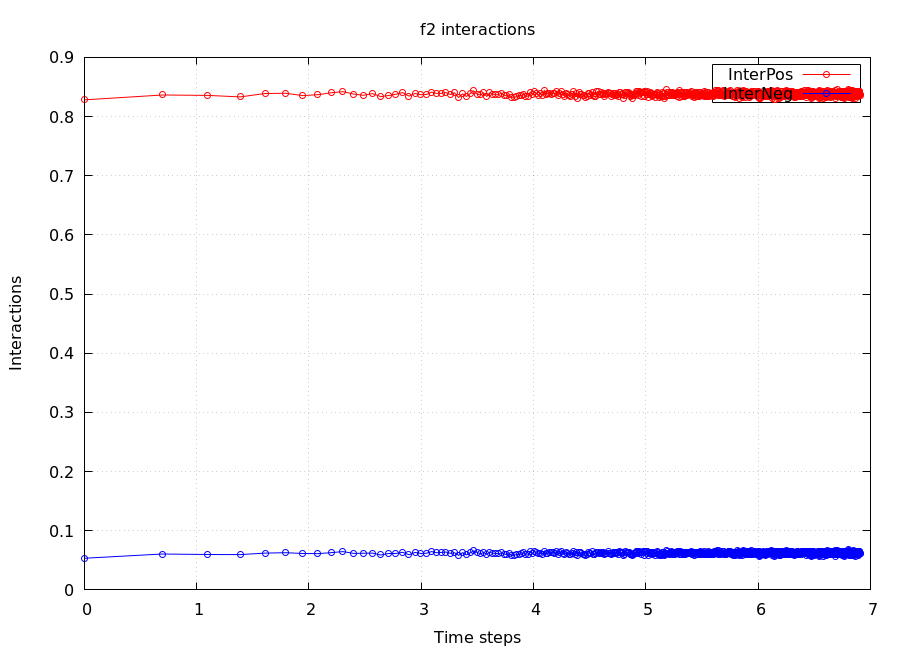 f2 interactions
InterPos
InterNeg
0.9
0.8
0.7
0.6
0.5
0.4
0.3
0.2
0.1
0
Interactions
0 1 2 3 4 5 6 7
Time steps